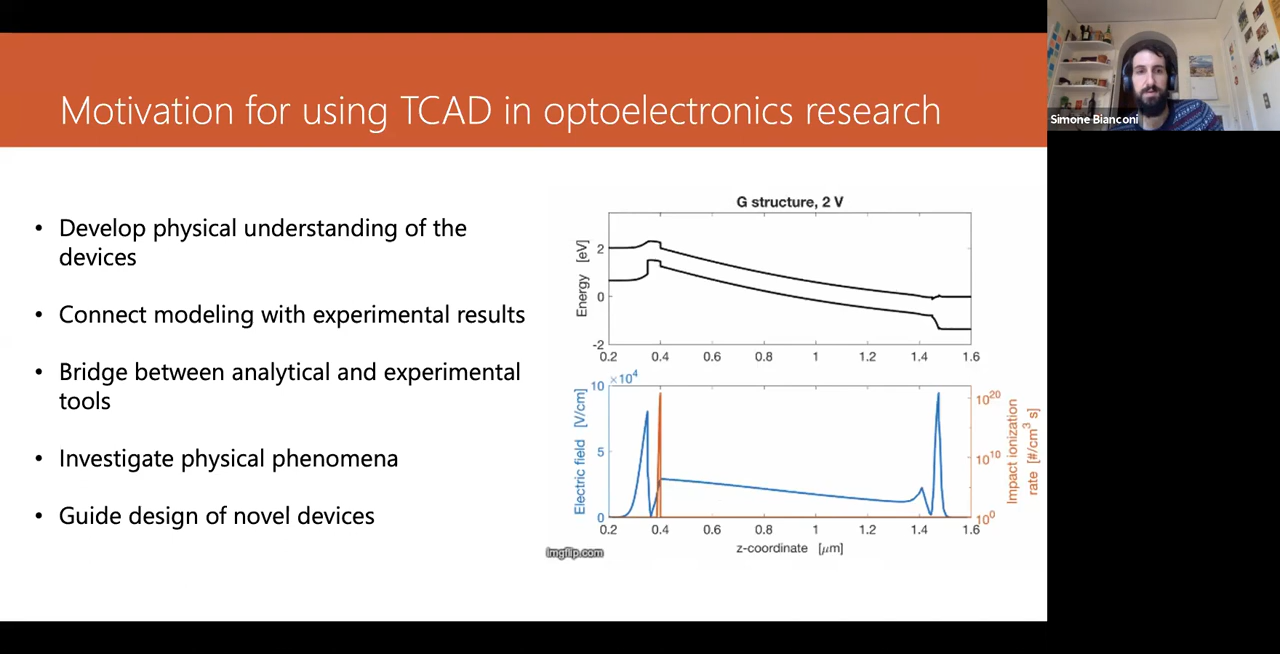 Motivation for using TCAD in optoelectronics research
Simone Bianconi
• Develop physical understanding of the
devices
• Connect modeling with experimental results
• Bridge between analytical and experimental
tools
• Investigate physical phenomena
• Guide design of novel devices
G structure, 2 V
Energy [eV]
2
0
-2
0.2 0.4 0.6 0.8 1 1.2 1.4 1.6
Electric field [V/cm]
10 ×10⁴
5
0
10²⁰
10¹⁰
10⁰
Impact ionization
rate [#/cm³ s]
0.2 0.4 0.6 0.8 1 1.2 1.4 1.6
z-coordinate [μm]
imgflip.com